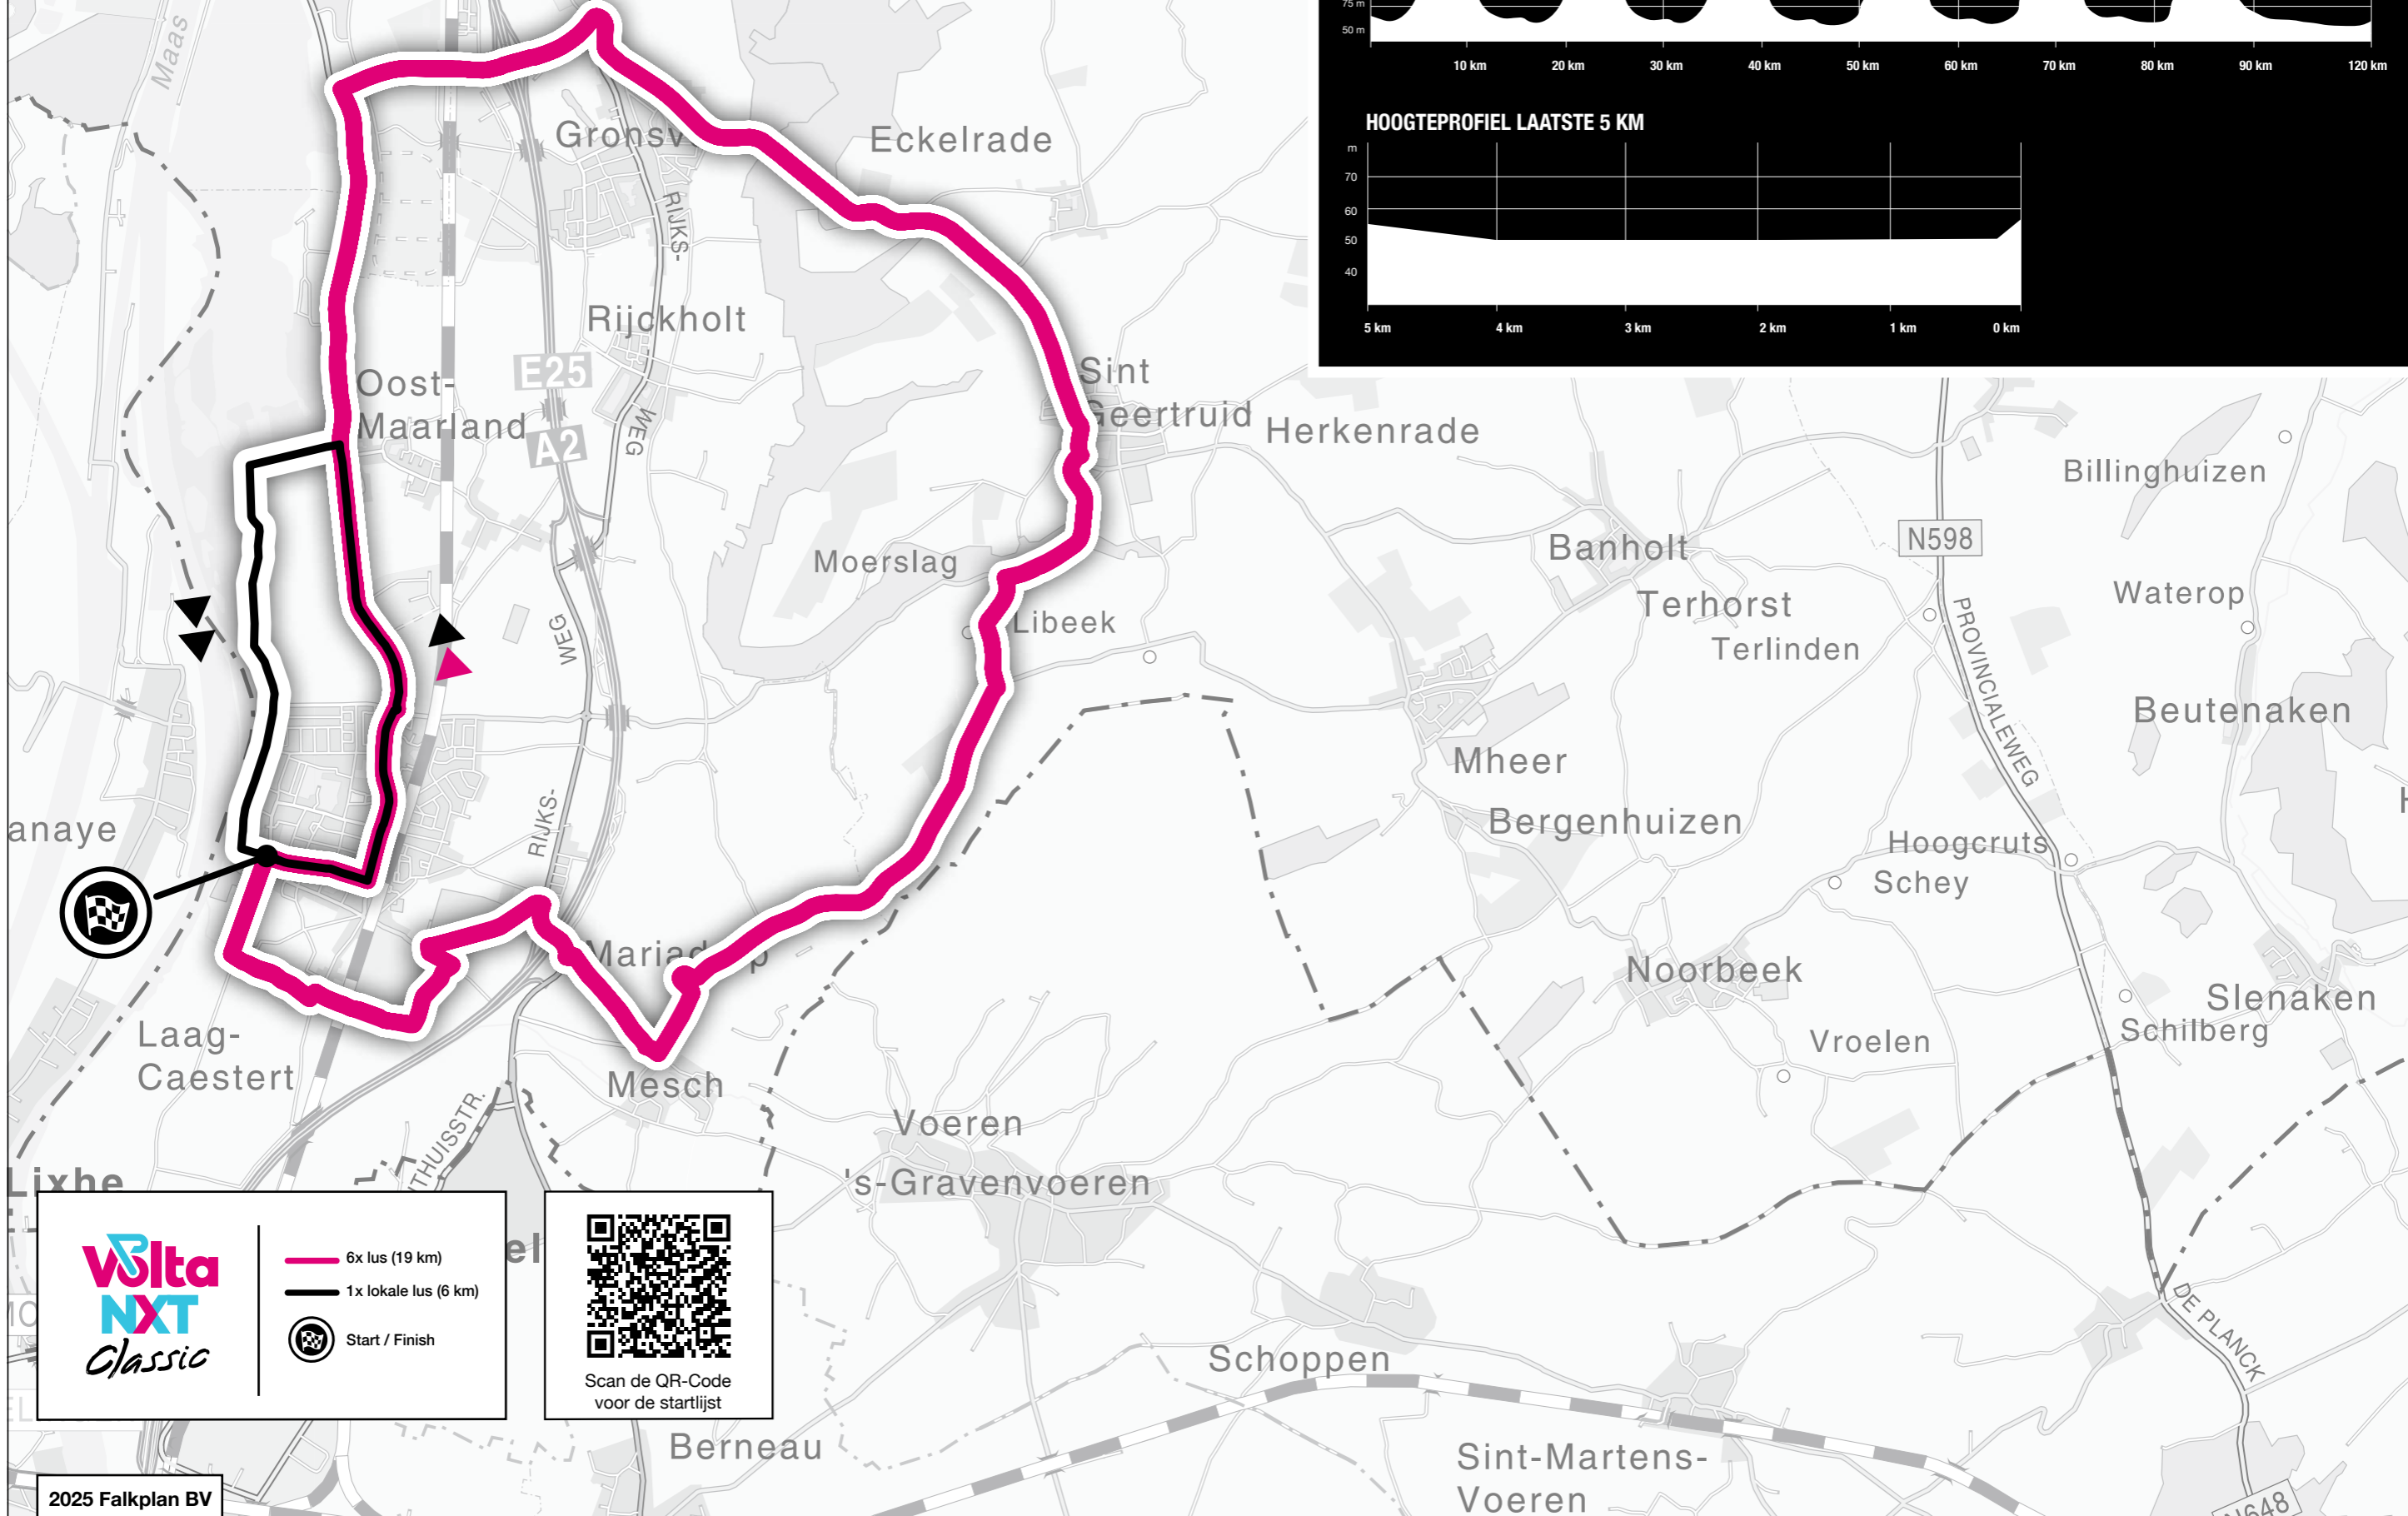 75 m
50 m
10 km
20 km
30 km
40 km
50 km
60 km
70 km
80 km
90 km
120 km
HOOGTEPROFIEL LAATSTE 5 KM
m
70
60
50
40
5 km
4 km
3 km
2 km
1 km
0 km
Maas
Eckelrade
RIJKS-
Rijckholt
E25
Oost-
Maarland
A2
WEG
Sint
Geertruid
Herkenrade
Billinghuizen
N598
Banholt
Moerslag
Waterop
Terhorst
Libeek
WEG
Terlinden
PROVINCIALEWEG
Beutenaken
Mheer
Bergenhuizen
anaye
RIJKS-
Hoogcruts
Schey
Noorbeek
Slenaken
Schilberg
Vroelen
Laag-
Caestert
Mesch
Voeren
THUISSTR.
's-Gravenvoeren
Lixhe
el
Volta
NXT
Classic
6x lus (19 km)
1x lokale lus (6 km)
Start / Finish
Scan de QR-Code
voor de startlijst
DE PLANCK
Schoppen
Berneau
Sint-Martens-
Voeren
N648
2025 Falkplan BV